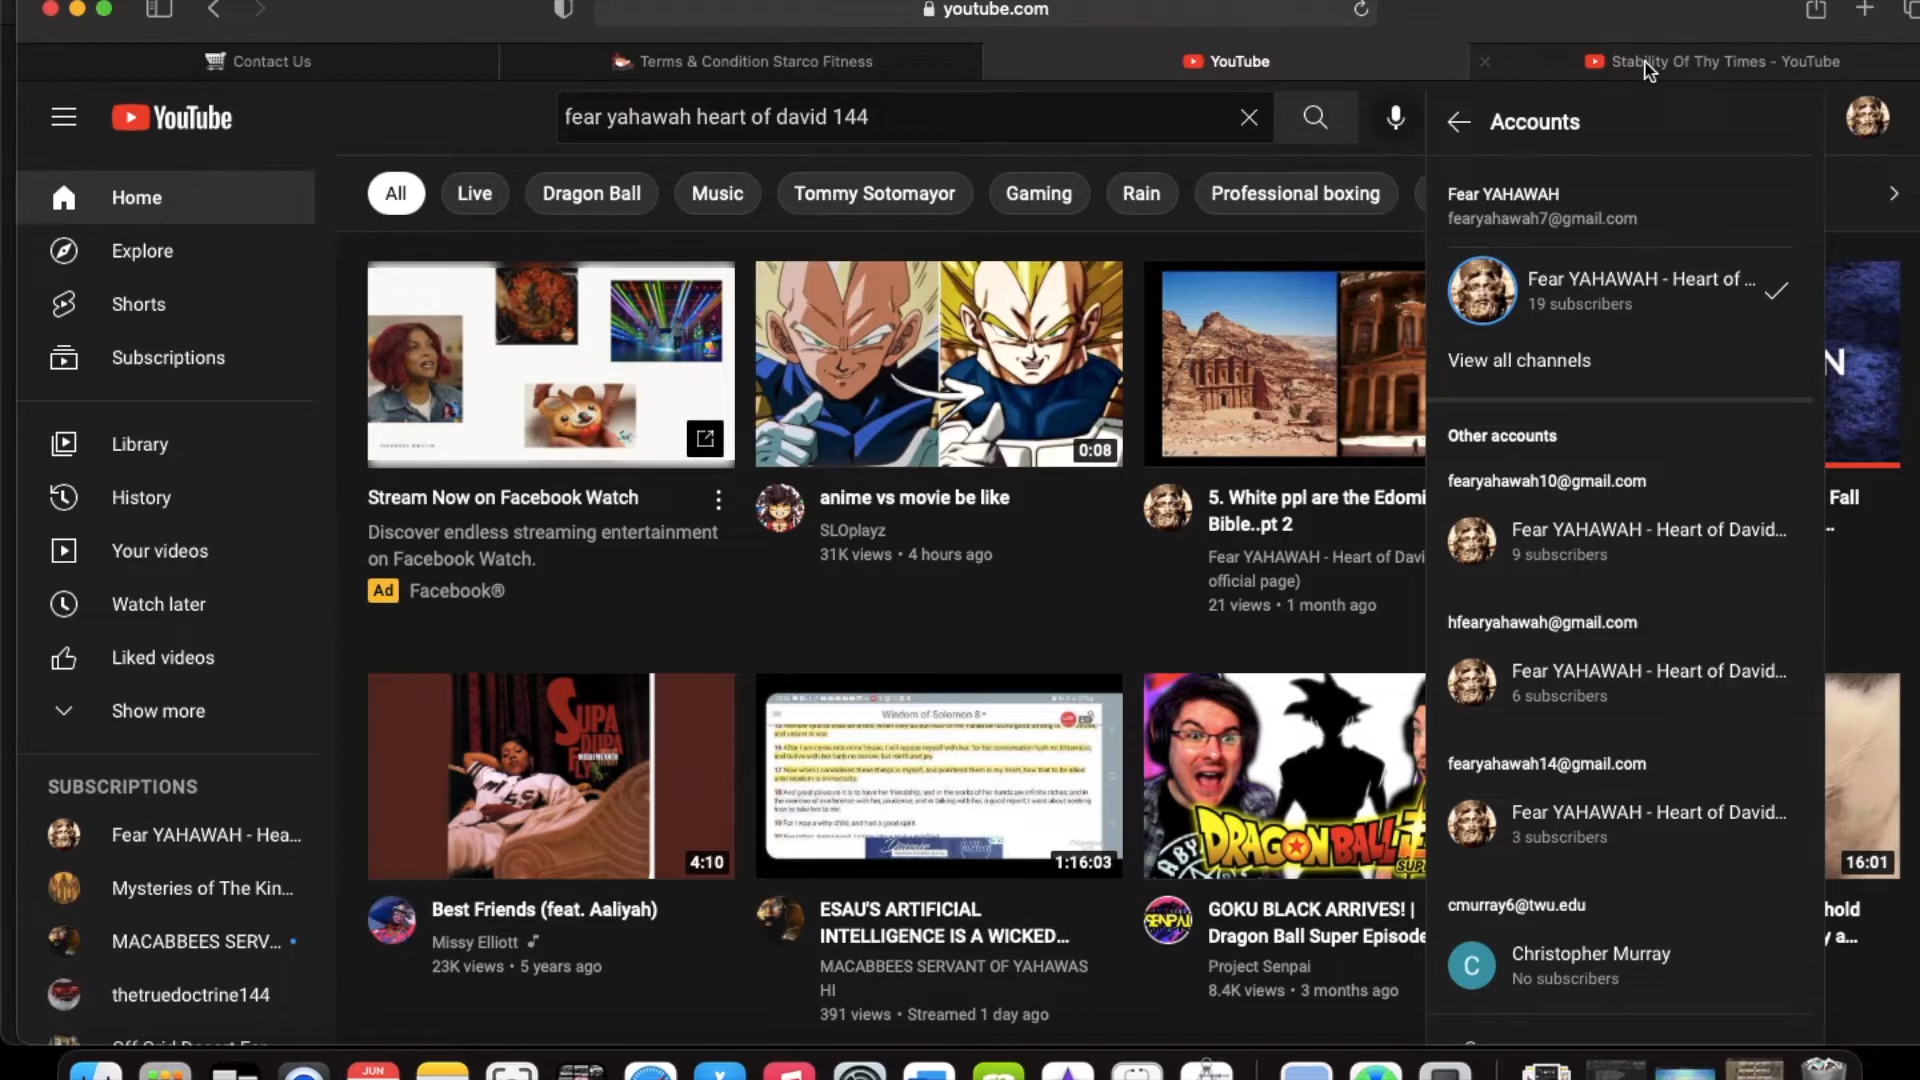 youtube.com
Contact Us
Terms & Condition Starco Fitness
YouTube
Stability Of Thy Times - YouTube
YouTube
fear yahawah heart of david 144
Accounts
All
Live
Dragon Ball
Music
Tommy Sotomayor
Gaming
Rain
Professional boxing
Home
Explore
Shorts
Subscriptions
Library
History
Your videos
Watch later
Liked videos
Show more
SUBSCRIPTIONS
Fear YAHAWAH - Hea...
Mysteries of The Kin...
MACABBEES SERV...
thetruedoctrine144
Stream Now on Facebook Watch
Discover endless streaming entertainment
on Facebook Watch.
Ad Facebook®
0:08
anime vs movie be like
SLOplayz
31K views • 4 hours ago
5. White ppl are the Edomi
Bible..pt 2
Fear YAHAWAH - Heart of Davi
official page)
21 views • 1 month ago
SUPA
DUPA
FLY
4:10
Best Friends (feat. Aaliyah)
Missy Elliott
23K views • 5 years ago
Wisdom of Solomon 8
1:16:03
ESAU'S ARTIFICIAL
INTELLIGENCE IS A WICKED...
MACABBEES SERVANT OF YAHAWAS
HI
391 views • Streamed 1 day ago
DRAGON BALL
SUPER
GOKU BLACK ARRIVES! |
Dragon Ball Super Episode
Project Senpai
8.4K views • 3 months ago
Fear YAHAWAH
fearyahawah7@gmail.com
Fear YAHAWAH - Heart of ...
19 subscribers
View all channels
Other accounts
fearyahawah10@gmail.com
Fear YAHAWAH - Heart of David...
9 subscribers
hfearyahawah@gmail.com
Fear YAHAWAH - Heart of David...
6 subscribers
fearyahawah14@gmail.com
Fear YAHAWAH - Heart of David...
3 subscribers
cmurray6@twu.edu
C
Christopher Murray
No subscribers
N
Fall
..
16:01
hold
y a...
JUN